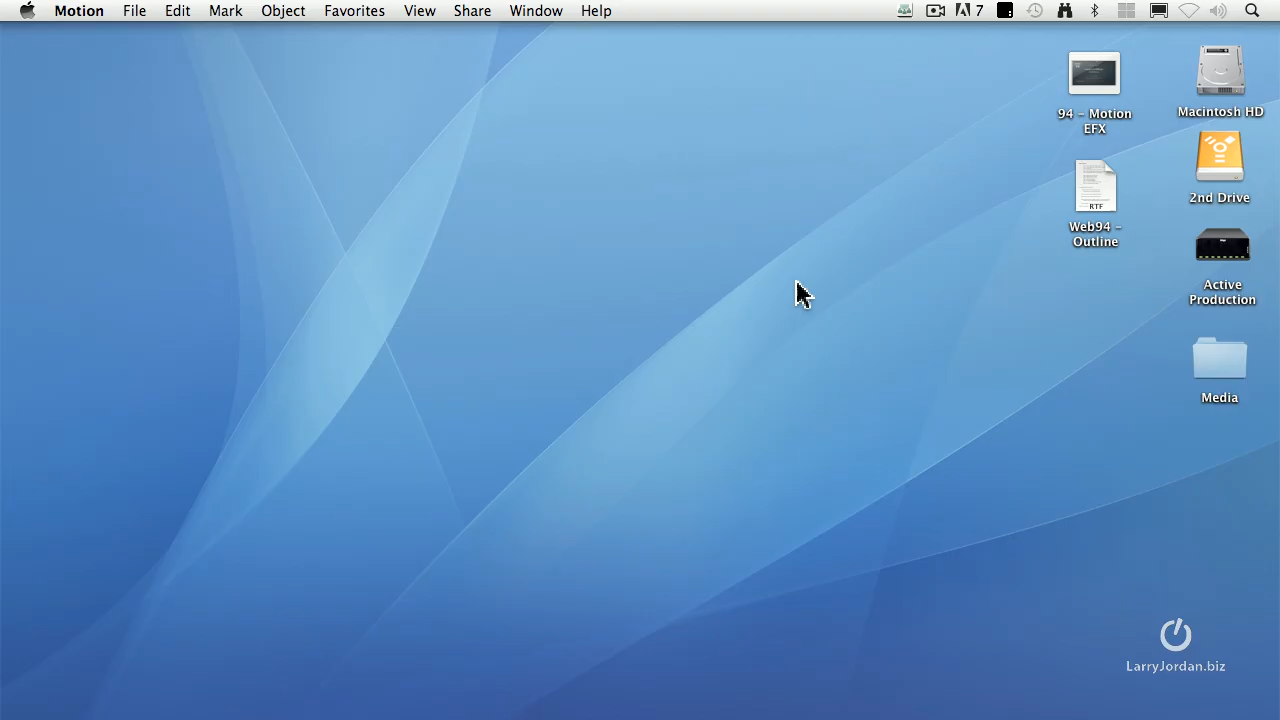 Motion File Edit Mark Object Favorites View Share Window Help 7
94 - Motion
EFX
Macintosh HD
2nd Drive
RTF
Web94 -
Outline
Active
Production
Media
LarryJordan.biz